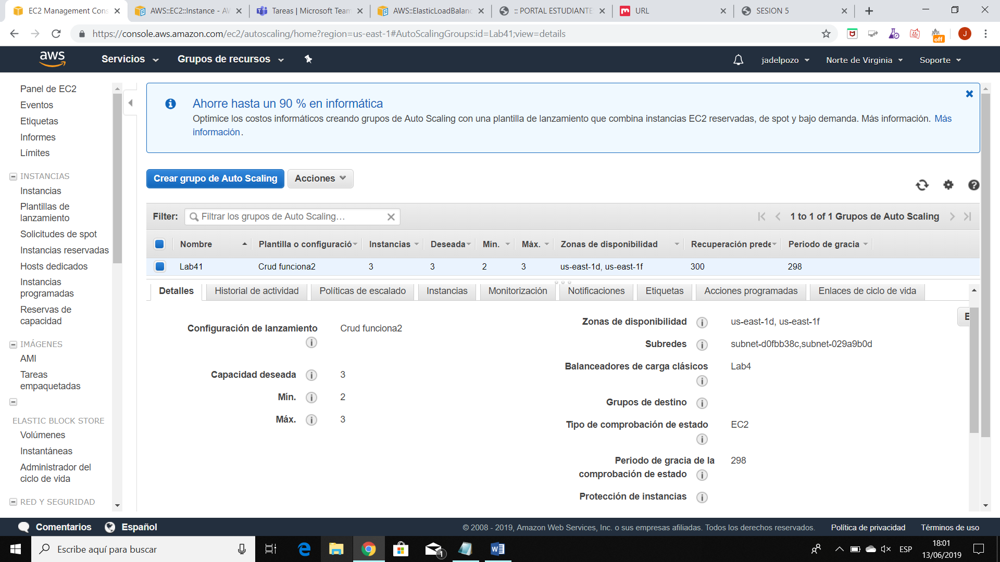 EC2 Management Cons
AWS::EC2::Instance - AW
Tareas | Microsoft Team
AWS::ElasticLoadBalanc
:: PORTAL ESTUDIANTE
URL
SESION 5
https://console.aws.amazon.com/ec2/autoscaling/home?region=us-east-1#AutoScalingGroups:id=Lab41;view=details
off
J
aws
Servicios
Grupos de recursos
jadelpozo
Norte de Virginia
Soporte
Panel de EC2
Eventos
Etiquetas
Informes
Límites
INSTANCIAS
Instancias
Plantillas de
lanzamiento
Solicitudes de spot
Instancias reservadas
Hosts dedicados
Instancias
programadas
Reservas de
capacidad
IMÁGENES
AMI
Tareas
empaquetadas
ELASTIC BLOCK STORE
Volúmenes
Instantáneas
Administrador del
ciclo de vida
RED Y SEGURIDAD
Ahorre hasta un 90 % en informática
Optimice los costos informáticos creando grupos de Auto Scaling con una plantilla de lanzamiento que combina instancias EC2 reservadas, de spot y bajo demanda. Más información. Más
información.
Crear grupo de Auto Scaling
Acciones
Filter:
Filtrar los grupos de Auto Scaling…
1 to 1 of 1 Grupos de Auto Scaling
Nombre Plantilla o configuració Instancias Deseada Mín. Máx. Zonas de disponibilidad Recuperación prede Periodo de gracia
Lab41 Crud funciona2 3 3 2 3 us-east-1d, us-east-1f 300 298
Detalles Historial de actividad Políticas de escalado Instancias Monitorización Notificaciones Etiquetas Acciones programadas Enlaces de ciclo de vida
E
Configuración de lanzamiento Crud funciona2
Capacidad deseada 3
Mín. 2
Máx. 3
Zonas de disponibilidad us-east-1d, us-east-1f
Subredes subnet-d0fbb38c,subnet-029a9b0d
Balanceadores de carga clásicos Lab4
Grupos de destino
Tipo de comprobación de estado EC2
Periodo de gracia de la 298
comprobación de estado
Protección de instancias
Comentarios
Español
© 2008 - 2019, Amazon Web Services, Inc. o sus empresas afiliadas. Todos los derechos reservados.
Política de privacidad
Términos de uso
Escribe aquí para buscar
1
ESP
18:01
13/06/2019